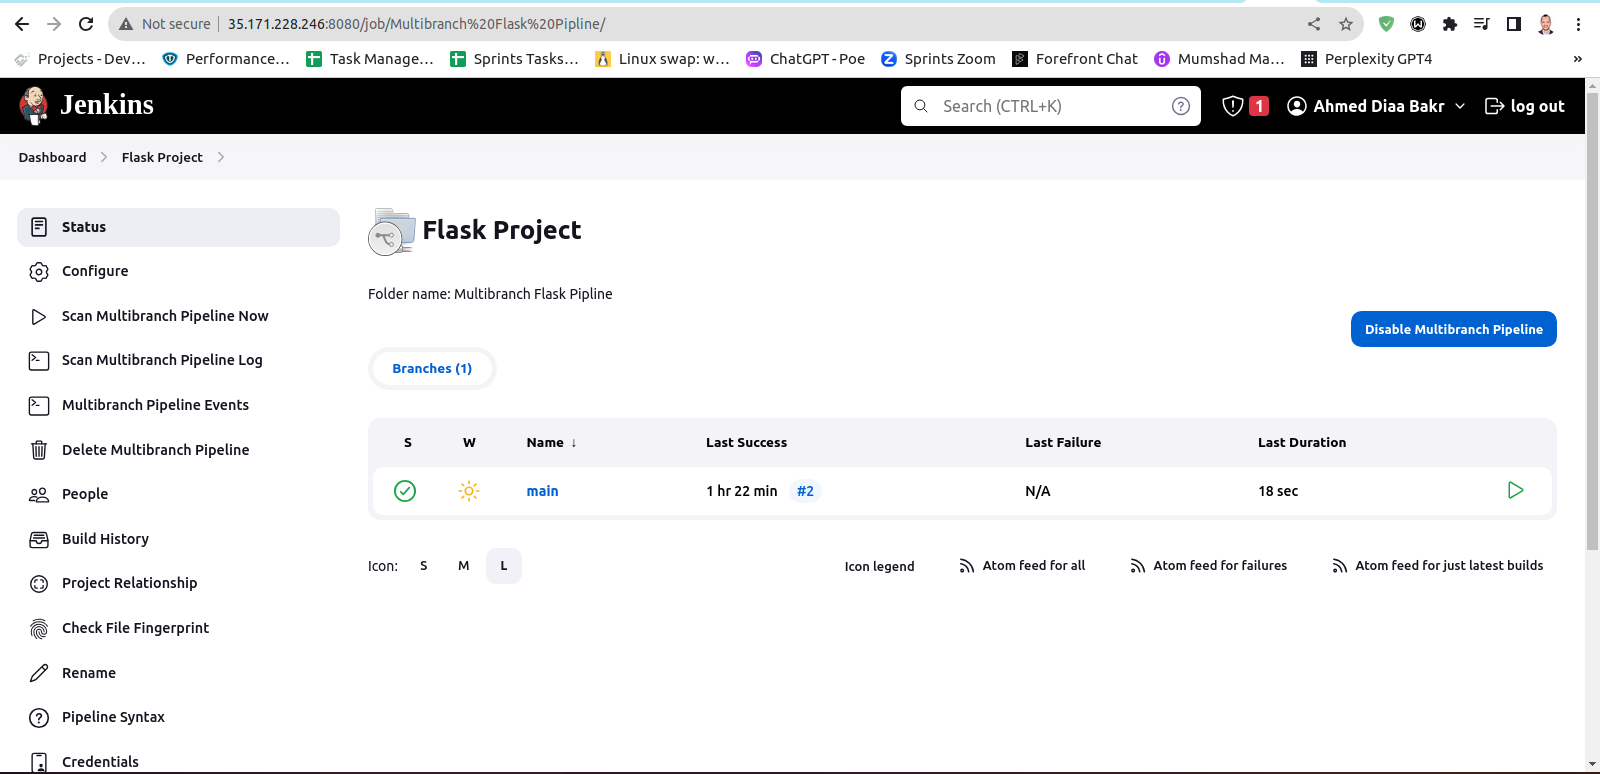 Not secure 35.171.228.246:8080/job/Multibranch%20Flask%20Pipline/
Projects - Dev... Performance... Task Manage... Sprints Tasks... Linux swap: w... ChatGPT - Poe Sprints Zoom Forefront Chat Mumshad Ma... Perplexity GPT4 »
Jenkins Search (CTRL+K) 1 Ahmed Diaa Bakr log out
Dashboard Flask Project
Status
Configure
Scan Multibranch Pipeline Now
Scan Multibranch Pipeline Log
Multibranch Pipeline Events
Delete Multibranch Pipeline
People
Build History
Project Relationship
Check File Fingerprint
Rename
Pipeline Syntax
Credentials
Flask Project
Folder name: Multibranch Flask Pipline
Disable Multibranch Pipeline
Branches (1)
S W Name ↓ Last Success Last Failure Last Duration
main 1 hr 22 min #2 N/A 18 sec
Icon: S M L Icon legend Atom feed for all Atom feed for failures Atom feed for just latest builds